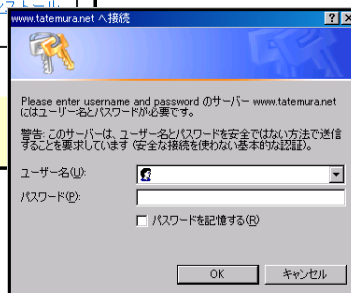 ンストール
www.tatemura.net へ接続
Please enter username and password のサーバー www.tatemura.net
にはユーザー名とパスワードが必要です。
警告: このサーバーは、ユーザー名とパスワードを安全ではない方法で送信
することを要求しています (安全な接続を使わない基本的な認証)。
ユーザー名(U):
パスワード(P):
パスワードを記憶する(R)
OK キャンセル